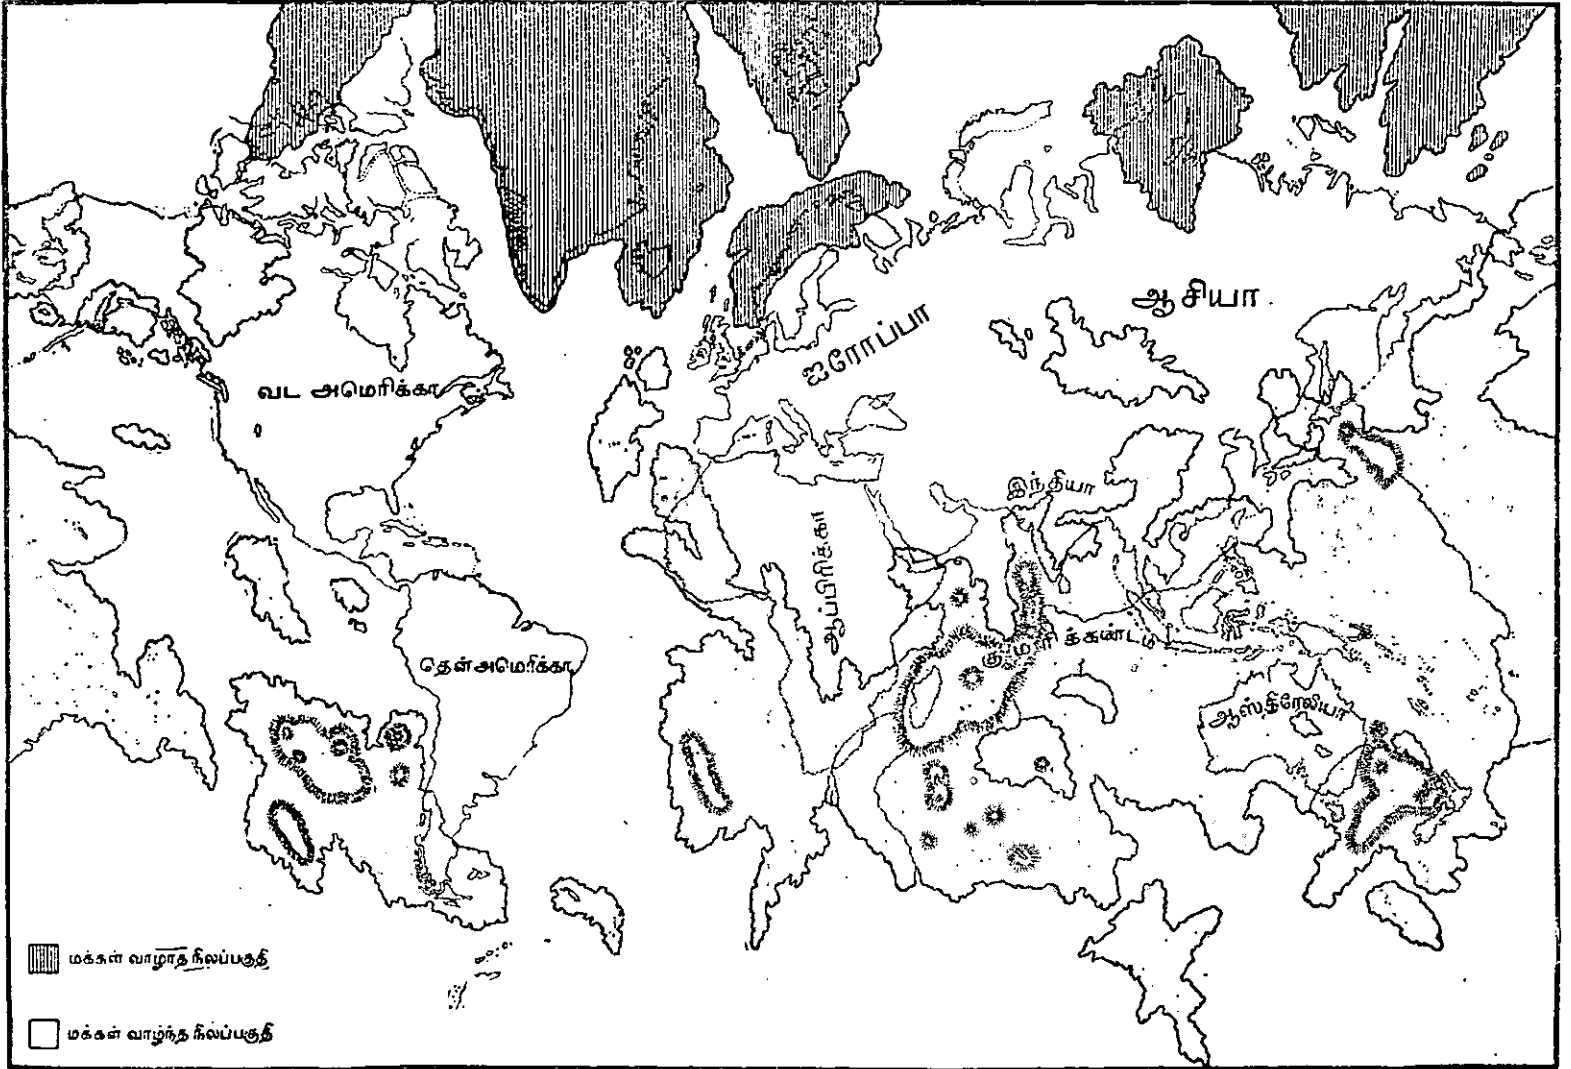 ஆசியா
ஐரோப்பா
வட அமெரிக்கா
இந்தியா
ஆப்பிரிக்கா
குமரிக்கண்டம்
தென்அமெரிக்கா
ஆஸ்திரேலியா
மக்கள் வாழாத நிலப்பகுதி
மக்கள் வாழ்ந்த நிலப்பகுதி